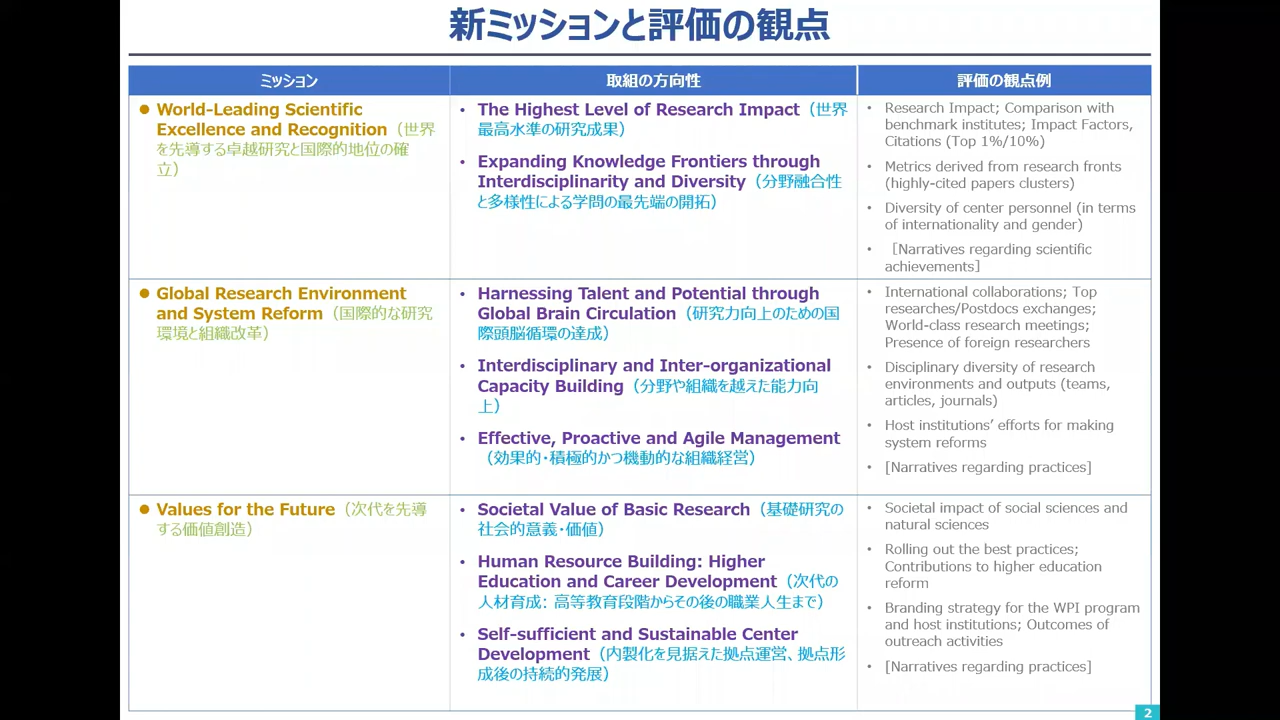 新ミッションと評価の観点
ミッション
取組の方向性
評価の観点例
● World-Leading Scientific
Excellence and Recognition（世界
を先導する卓越研究と国際的地位の確
立）
• The Highest Level of Research Impact（世界
最高水準の研究成果）
• Expanding Knowledge Frontiers through
Interdisciplinarity and Diversity（分野融合性
と多様性による学問の最先端の開拓）
• Research Impact; Comparison with
benchmark institutes; Impact Factors,
Citations (Top 1%/10%)
• Metrics derived from research fronts
(highly-cited papers clusters)
• Diversity of center personnel (in terms
of internationality and gender)
• ［Narratives regarding scientific
achievements］
● Global Research Environment
and System Reform（国際的な研究
環境と組織改革）
• Harnessing Talent and Potential through
Global Brain Circulation（研究力向上のための国
際頭脳循環の達成）
• Interdisciplinary and Inter-organizational
Capacity Building（分野や組織を越えた能力向
上）
• Effective, Proactive and Agile Management
（効果的・積極的かつ機動的な組織経営）
• International collaborations; Top
researches/Postdocs exchanges;
World-class research meetings;
Presence of foreign researchers
• Disciplinary diversity of research
environments and outputs (teams,
articles, journals)
• Host institutions’ efforts for making
system reforms
• [Narratives regarding practices]
● Values for the Future（次代を先導
する価値創造）
• Societal Value of Basic Research（基礎研究の
社会的意義・価値）
• Human Resource Building: Higher
Education and Career Development（次代の
人材育成: 高等教育段階からその後の職業人生まで）
• Self-sufficient and Sustainable Center
Development（内製化を見据えた拠点運営、拠点形
成後の持続的発展）
• Societal impact of social sciences and
natural sciences
• Rolling out the best practices;
Contributions to higher education
reform
• Branding strategy for the WPI program
and host institutions; Outcomes of
outreach activities
• [Narratives regarding practices]
2